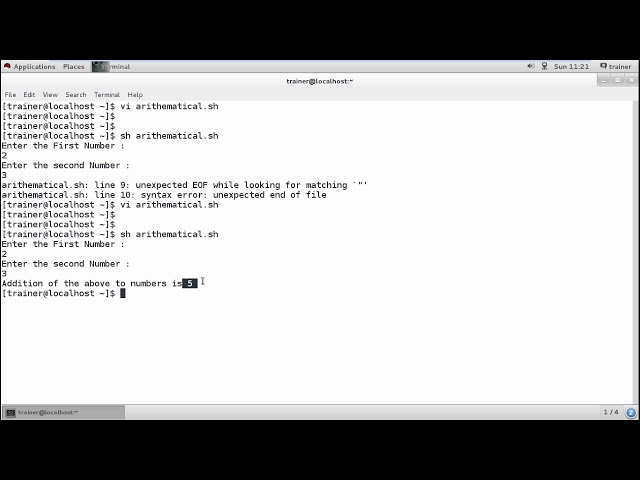 Applications Places Terminal Sun 11:21 trainer
trainer@localhost:~
File Edit View Search Terminal Help
[trainer@localhost ~]$ vi arithematical.sh
[trainer@localhost ~]$
[trainer@localhost ~]$
[trainer@localhost ~]$ sh arithematical.sh
Enter the First Number :
2
Enter the second Number :
3
arithematical.sh: line 9: unexpected EOF while looking for matching `"'
arithematical.sh: line 10: syntax error: unexpected end of file
[trainer@localhost ~]$ vi arithematical.sh
[trainer@localhost ~]$
[trainer@localhost ~]$
[trainer@localhost ~]$ sh arithematical.sh
Enter the First Number :
2
Enter the second Number :
3
Addition of the above to numbers is 5
[trainer@localhost ~]$
trainer@localhost:~ 1 / 4 2